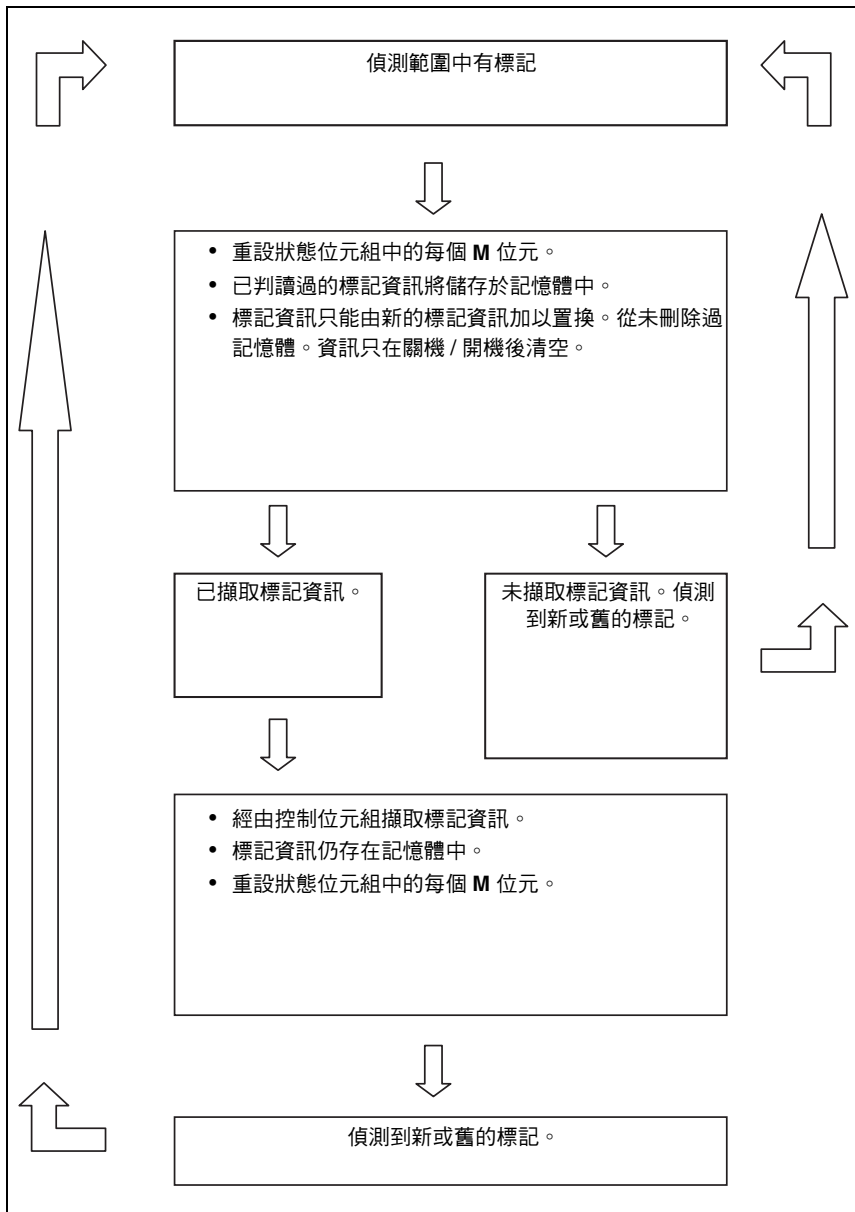 偵測範圍中有標記
• 重設狀態位元組中的每個 M 位元。
• 已判讀過的標記資訊將儲存於記憶體中。
• 標記資訊只能由新的標記資訊加以置換。從未刪除過
記憶體。資訊只在關機 / 開機後清空。
已擷取標記資訊。
未擷取標記資訊。偵測
到新或舊的標記。
• 經由控制位元組擷取標記資訊。
• 標記資訊仍存在記憶體中。
• 重設狀態位元組中的每個 M 位元。
偵測到新或舊的標記。